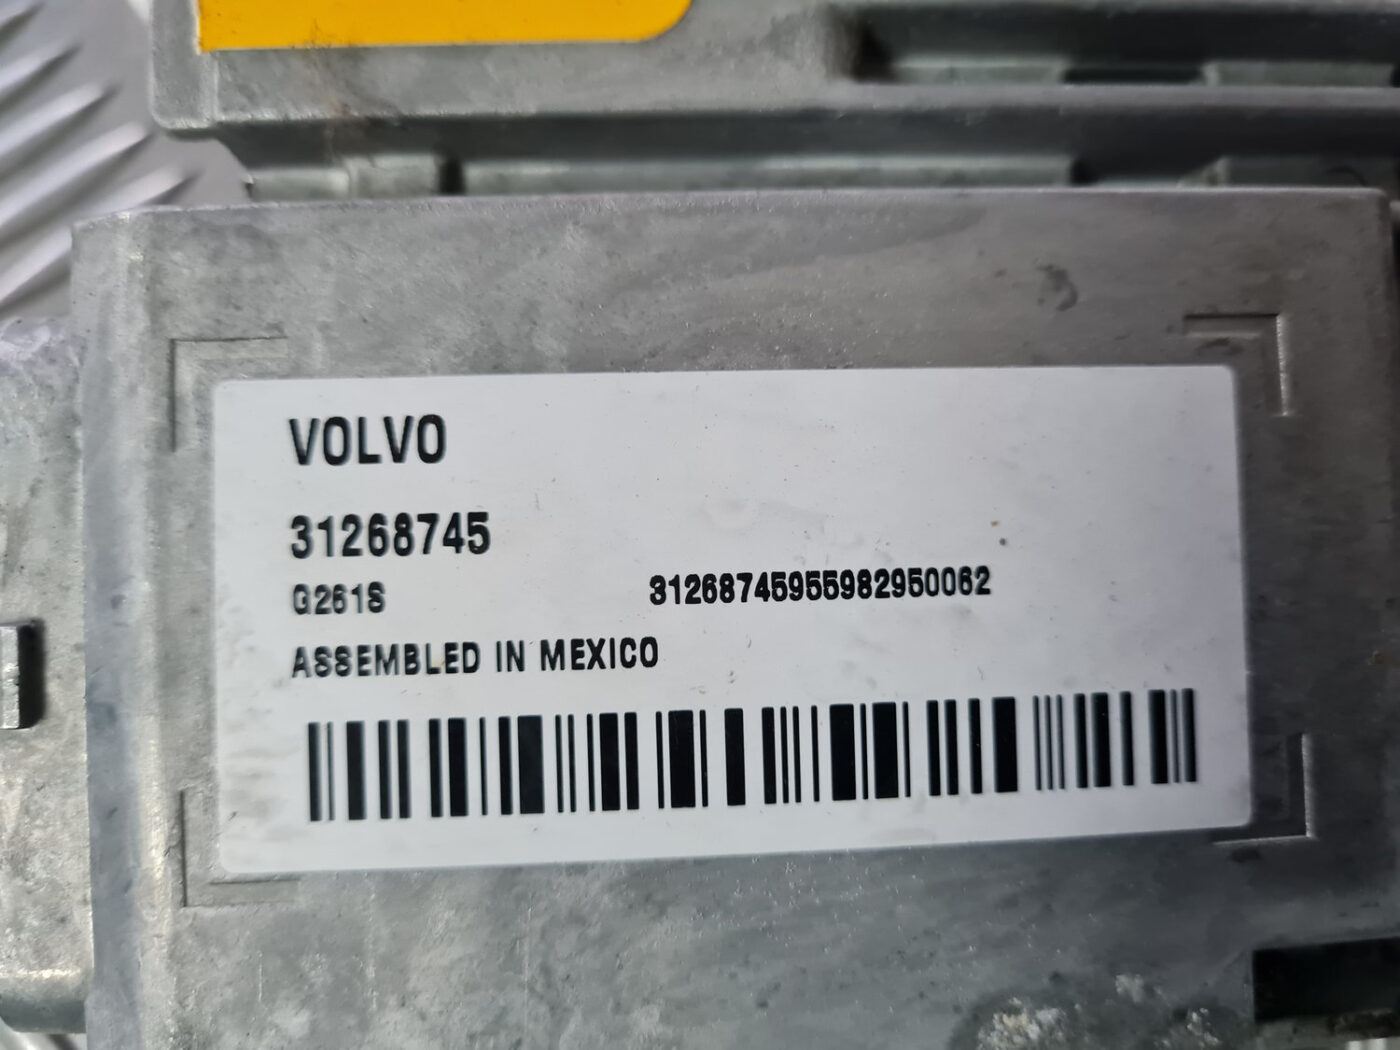 VOLVO
31268745
G261S 31268745955982950062
ASSEMBLED IN MEXICO